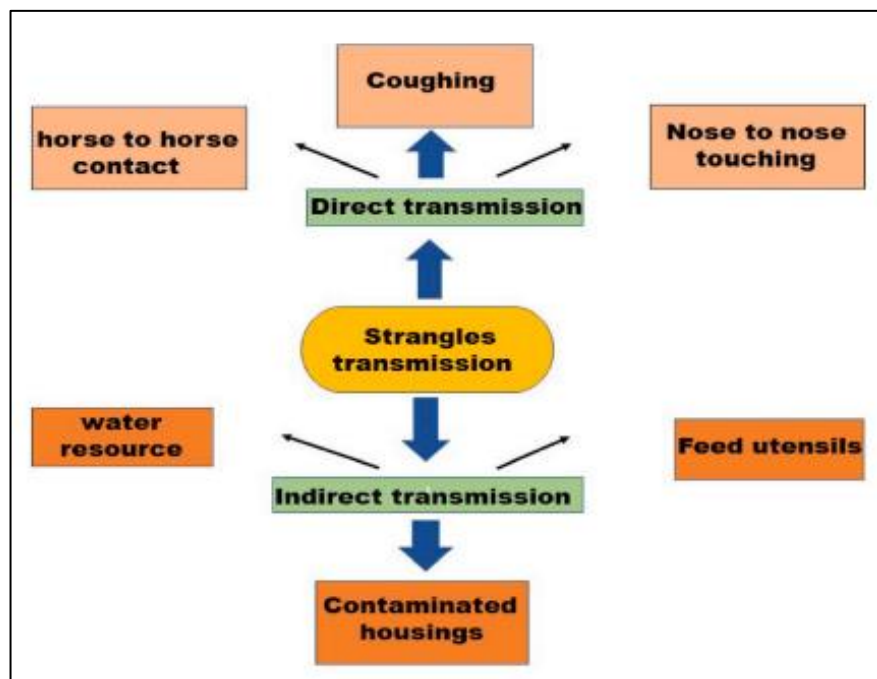 Coughing
horse to horse
contact
Nose to nose
touching
Direct transmission
Strangles
transmission
water
resource
Feed utensils
Indirect transmission
Contaminated
housings